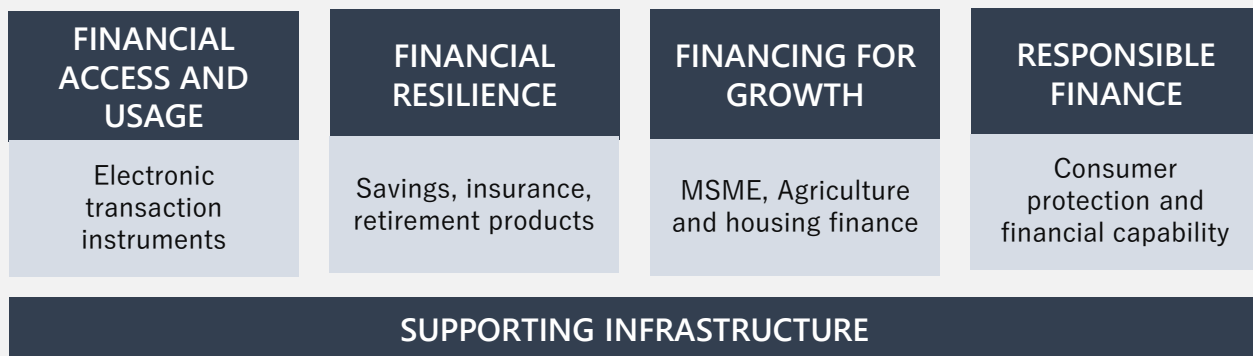 FINANCIAL
ACCESS AND
USAGE
Electronic
transaction
instruments
FINANCIAL
RESILIENCE
Savings, insurance,
retirement products
FINANCING FOR
GROWTH
MSME, Agriculture
and housing finance
RESPONSIBLE
FINANCE
Consumer
protection and
financial capability
SUPPORTING INFRASTRUCTURE